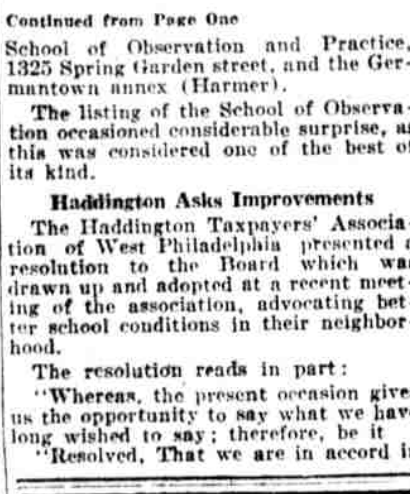 Continued from Page One
School of Observation and Practice,
1325 Spring Garden street, and the Ger-
mantown annex (Harmer).
The listing of the School of Observa-
tion occasioned considerable surprise, as
this was considered one of the best of
its kind.
Haddington Asks Improvements
The Haddington Taxpayers' Associa-
tion of West Philadelphia presented a
resolution to the Board which was
drawn up and adopted at a recent meet-
ing of the association, advocating bet-
ter school conditions in their neighbor-
hood.
The resolution reads in part:
"Whereas, the present occasion give
us the opportunity to say what we have
long wished to say; therefore, be it
"Resolved, That we are in accord i